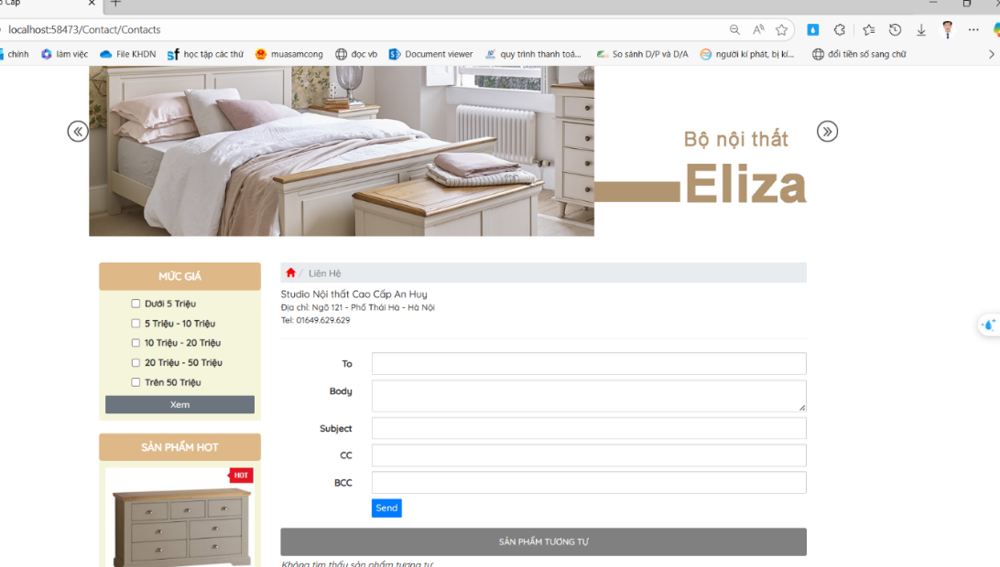 Cấp
localhost:58473/Contact/Contacts
chính
làm việc
File KHDN
học tập các thứ
muasamcong
đọc vb
Document viewer
quy trình thanh toá...
So sánh D/P và D/A
người kí phát, bị kí...
đổi tiền số sang chữ
Bộ nội thất
Eliza
MỨC GIÁ
Dưới 5 Triệu
5 Triệu - 10 Triệu
10 Triệu - 20 Triệu
20 Triệu - 50 Triệu
Trên 50 Triệu
Xem
SẢN PHẨM HOT
HOT
/ Liên Hệ
Studio Nội thất Cao Cấp An Huy
Địa chỉ: Ngõ 121 - Phố Thái Hà - Hà Nội
Tel: 01649.629.629
To
Body
Subject
CC
BCC
Send
SẢN PHẨM TƯƠNG TỰ
Không tìm thấy sản phẩm tương tự